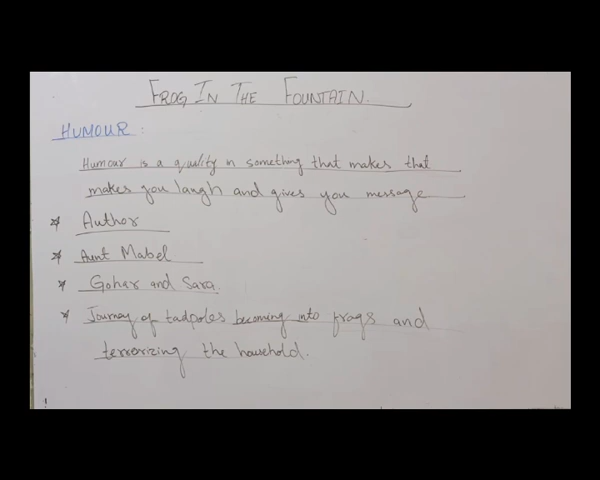 FROG IN THE FOUNTAIN.
HUMOUR :
Humour is a quality in something that makes that
makes you laugh and gives you message
* Author
* Aunt Mabel
* Gohar and Sara.
* Journey of tadpoles becoming into frogs and
terrorizing the household.